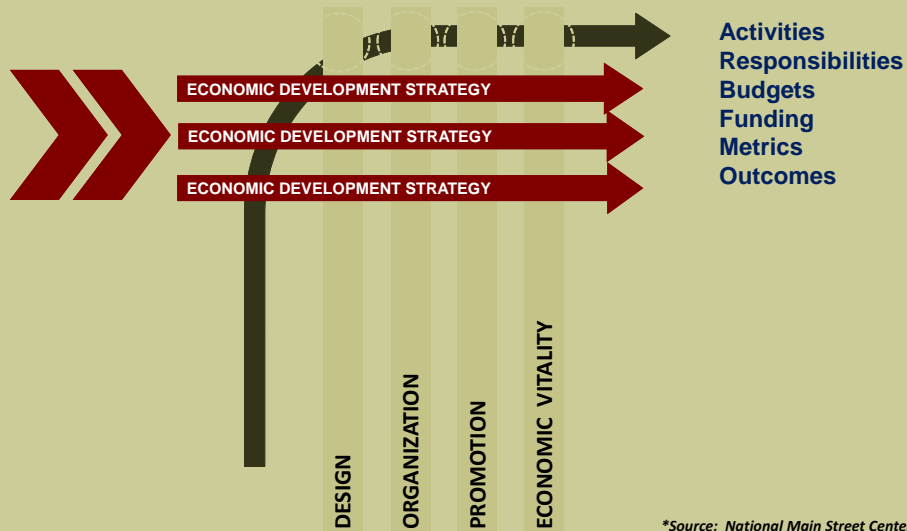 Activities
Responsibilities
Budgets
Funding
Metrics
Outcomes
ECONOMIC DEVELOPMENT STRATEGY
ECONOMIC DEVELOPMENT STRATEGY
ECONOMIC DEVELOPMENT STRATEGY
DESIGN
ORGANIZATION
PROMOTION
ECONOMIC VITALITY
*Source: National Main Street Cente